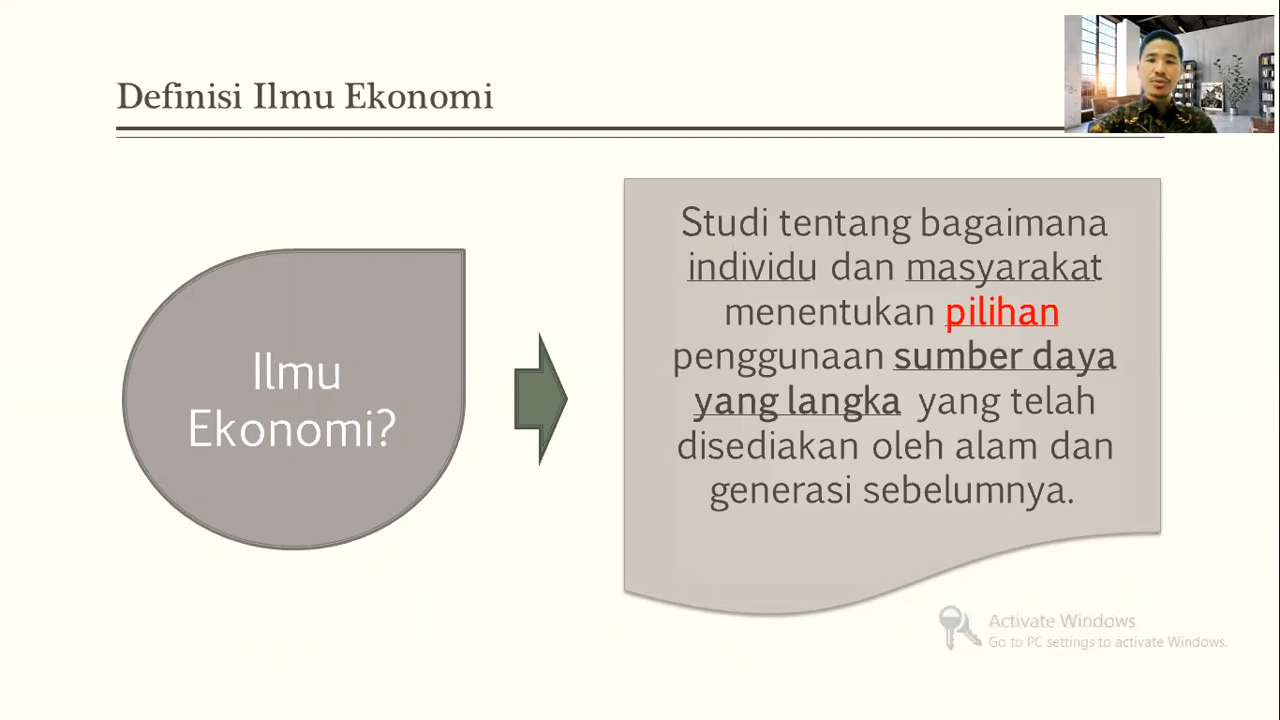 Definisi Ilmu Ekonomi
Ilmu
Ekonomi?
Studi tentang bagaimana
individu dan masyarakat
menentukan pilihan
penggunaan sumber daya
yang langka yang telah
disediakan oleh alam dan
generasi sebelumnya.
Activate Windows
Go to PC settings to activate Windows.